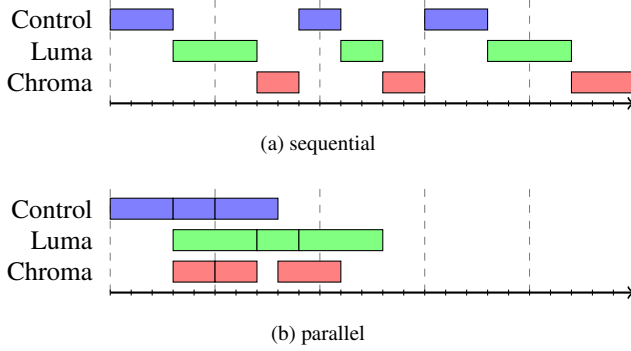 Control
Luma
Chroma
(a) sequential
Control
Luma
Chroma
(b) parallel